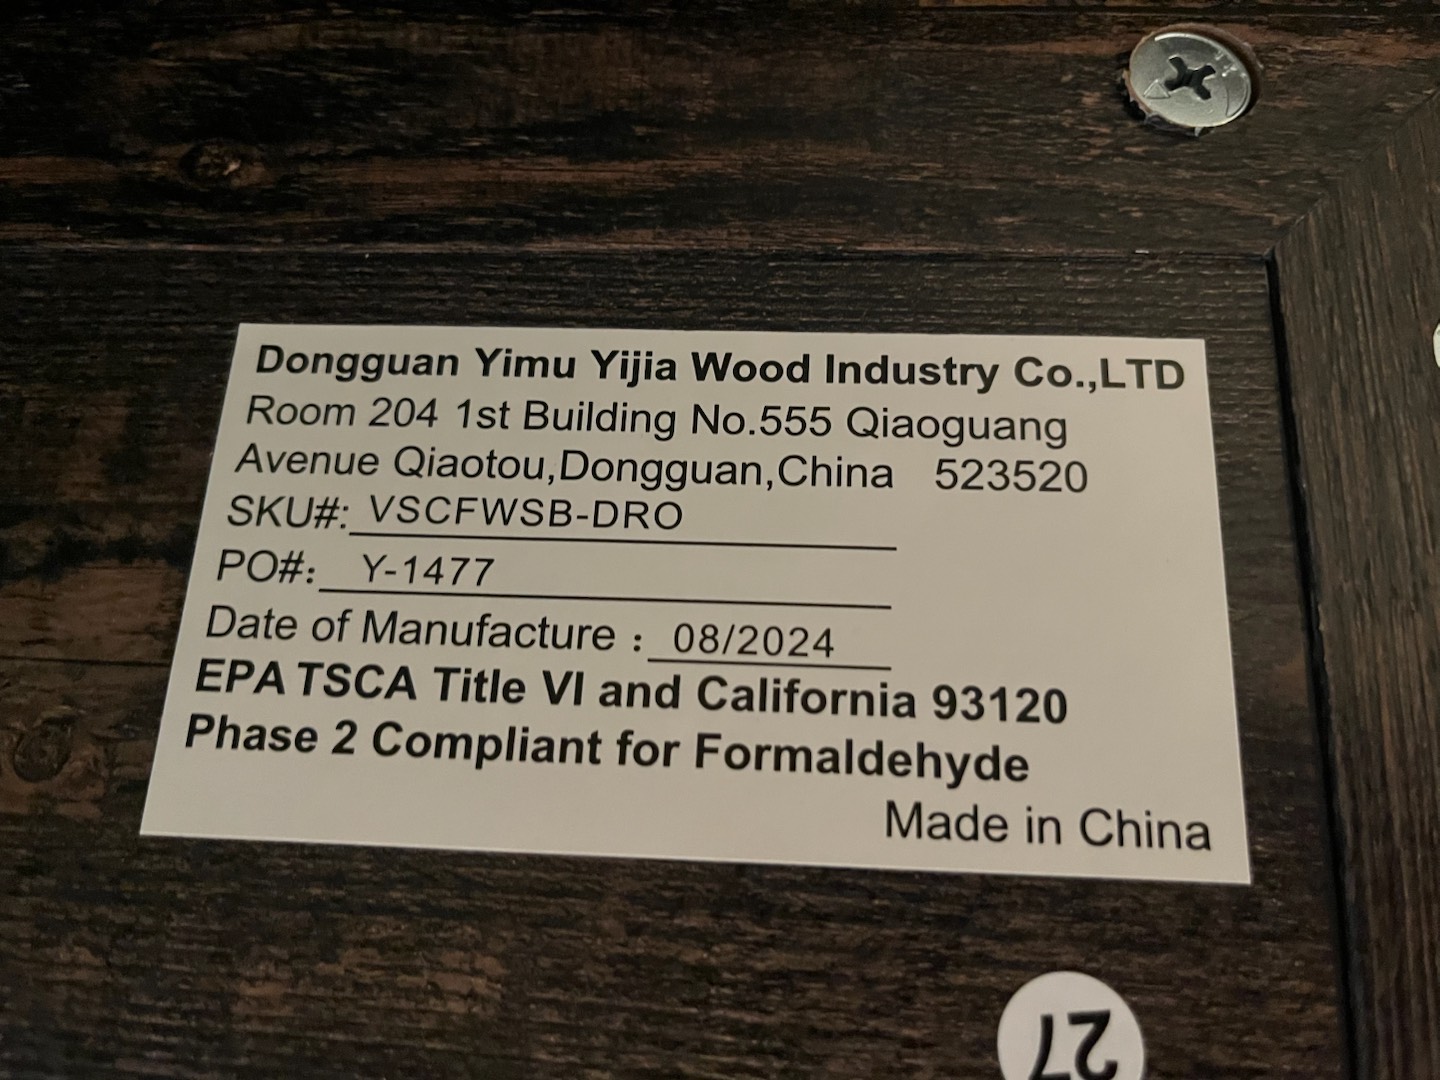 Dongguan Yimu Yijia Wood Industry Co.,LTD
Room 204 1st Building No.555 Qiaoguang
Avenue Qiaotou,Dongguan,China 523520
SKU#: VSCFWSB-DRO
PO#: Y-1477
Date of Manufacture : 08/2024
EPA TSCA Title VI and California 93120
Phase 2 Compliant for Formaldehyde
Made in China
27